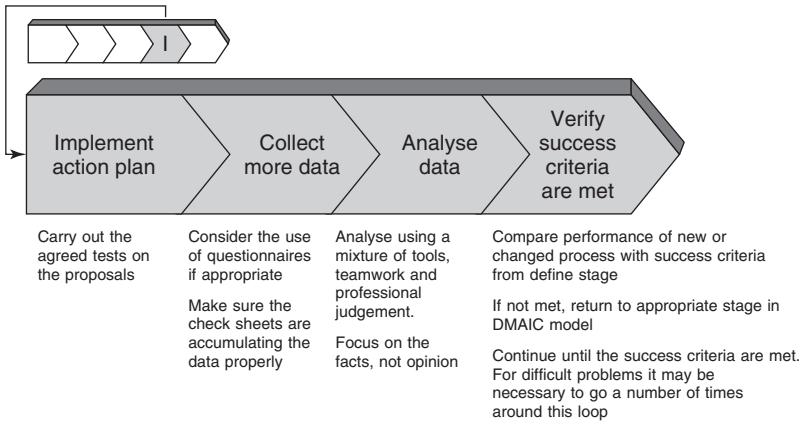 I
Implement
action plan
Collect
more data
Analyse
data
Verify
success
criteria
are met
Carry out the
agreed tests on
the proposals
Consider the use
of questionnaires
if appropriate
Make sure the
check sheets are
accumulating the
data properly
Analyse using a
mixture of tools,
teamwork and
professional
judgement.
Focus on the
facts, not opinion
Compare performance of new or
changed process with success criteria
from define stage
If not met, return to appropriate stage in
DMAIC model
Continue until the success criteria are met.
For difficult problems it may be
necessary to go a number of times
around this loop